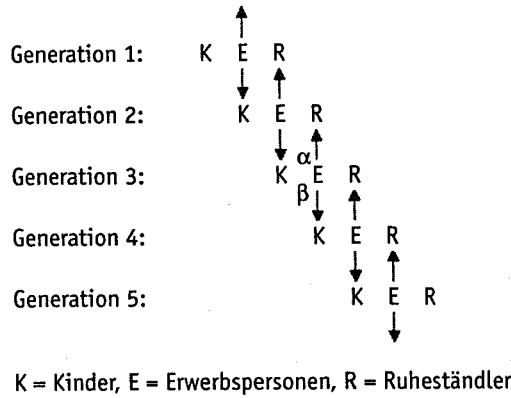 Generation 1: K E R
Generation 2: K E R
α
Generation 3: K E R
β
Generation 4: K E R
Generation 5: K E R
K = Kinder, E = Erwerbspersonen, R = Ruheständler